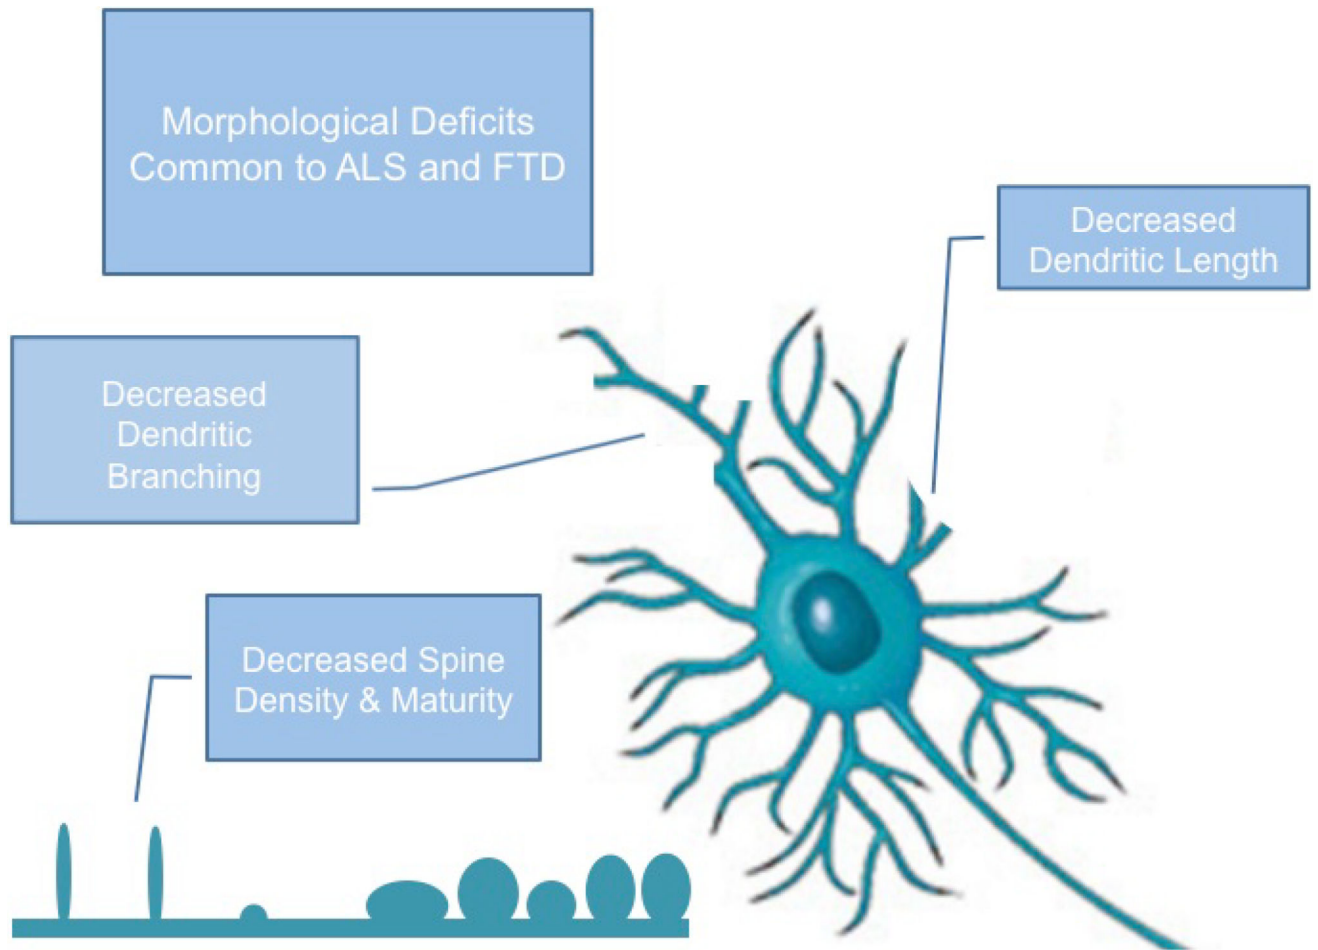 Morphological Deficits
Common to ALS and FTD
Decreased
Dendritic Length
Decreased
Dendritic
Branching
Decreased Spine
Density & Maturity